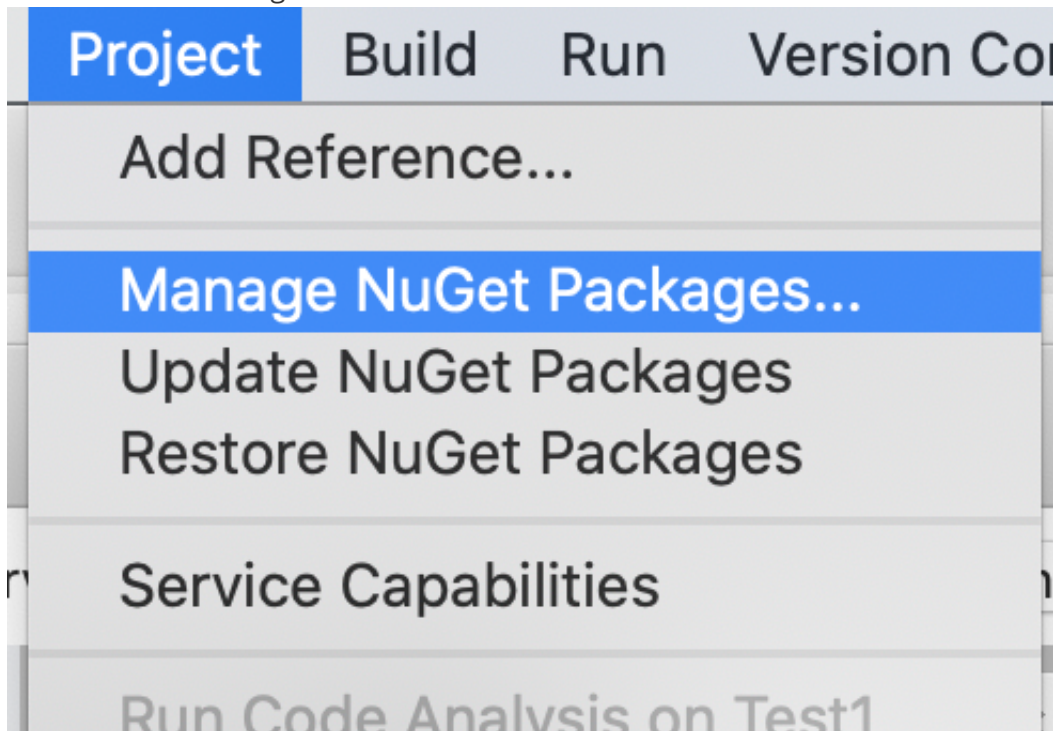 Project Build Run Version Co
Add Reference...
Manage NuGet Packages...
Update NuGet Packages
Restore NuGet Packages
Service Capabilities
Run Code Analysis on Test1